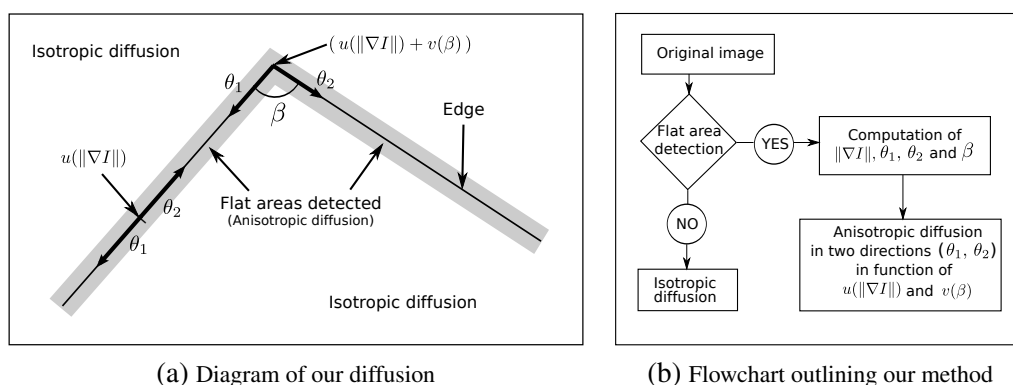 Isotropic diffusion
( u(‖∇I‖) + v(β) )
θ₁
θ₂
β
Edge
u(‖∇I‖)
θ₂
Flat areas detected
(Anisotropic diffusion)
θ₁
Isotropic diffusion
(a) Diagram of our diffusion
Original image
Flat area
detection
YES
Computation of
‖∇I‖, θ₁, θ₂ and β
NO
Anisotropic diffusion
in two directions (θ₁, θ₂)
in function of
u(‖∇I‖) and v(β)
Isotropic
diffusion
(b) Flowchart outlining our method